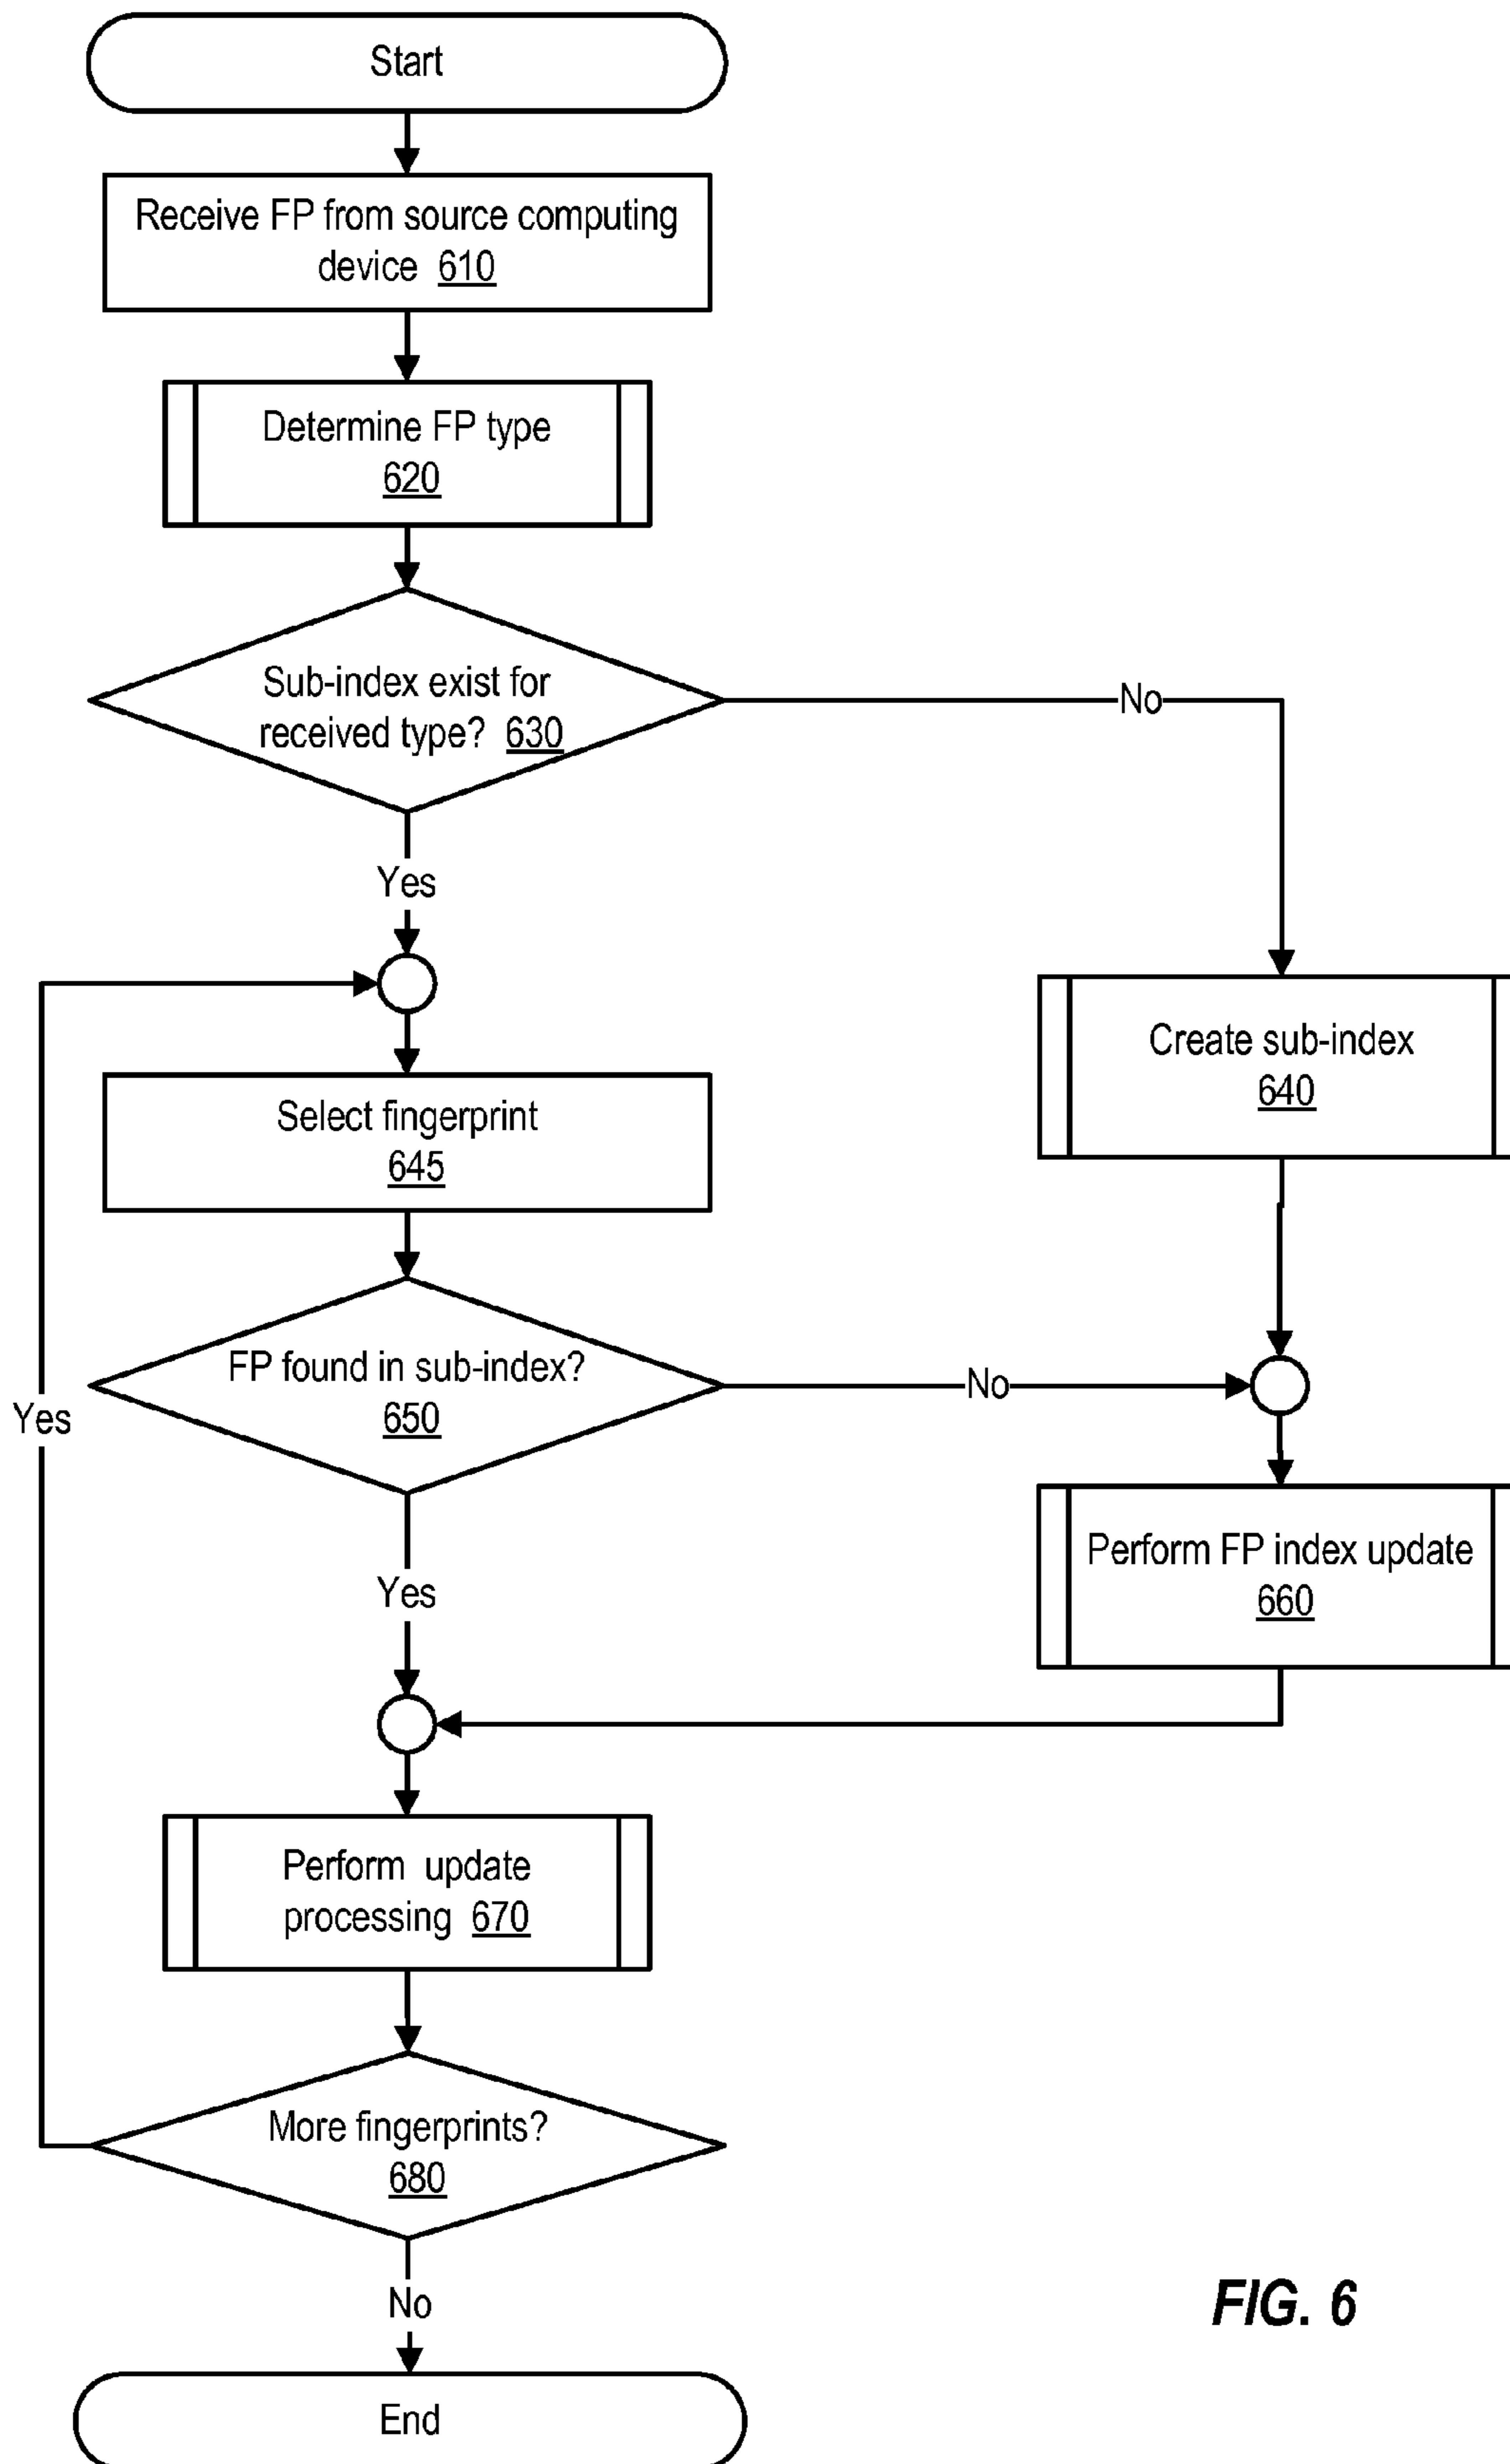 Start
Receive FP from source computing
device 610
Determine FP type
620
Sub-index exist for
received type? 630
No
Yes
Create sub-index
640
Select fingerprint
645
FP found in sub-index?
650
No
Yes
Perform FP index update
660
Yes
Perform update
processing 670
More fingerprints?
680
No
FIG. 6
End